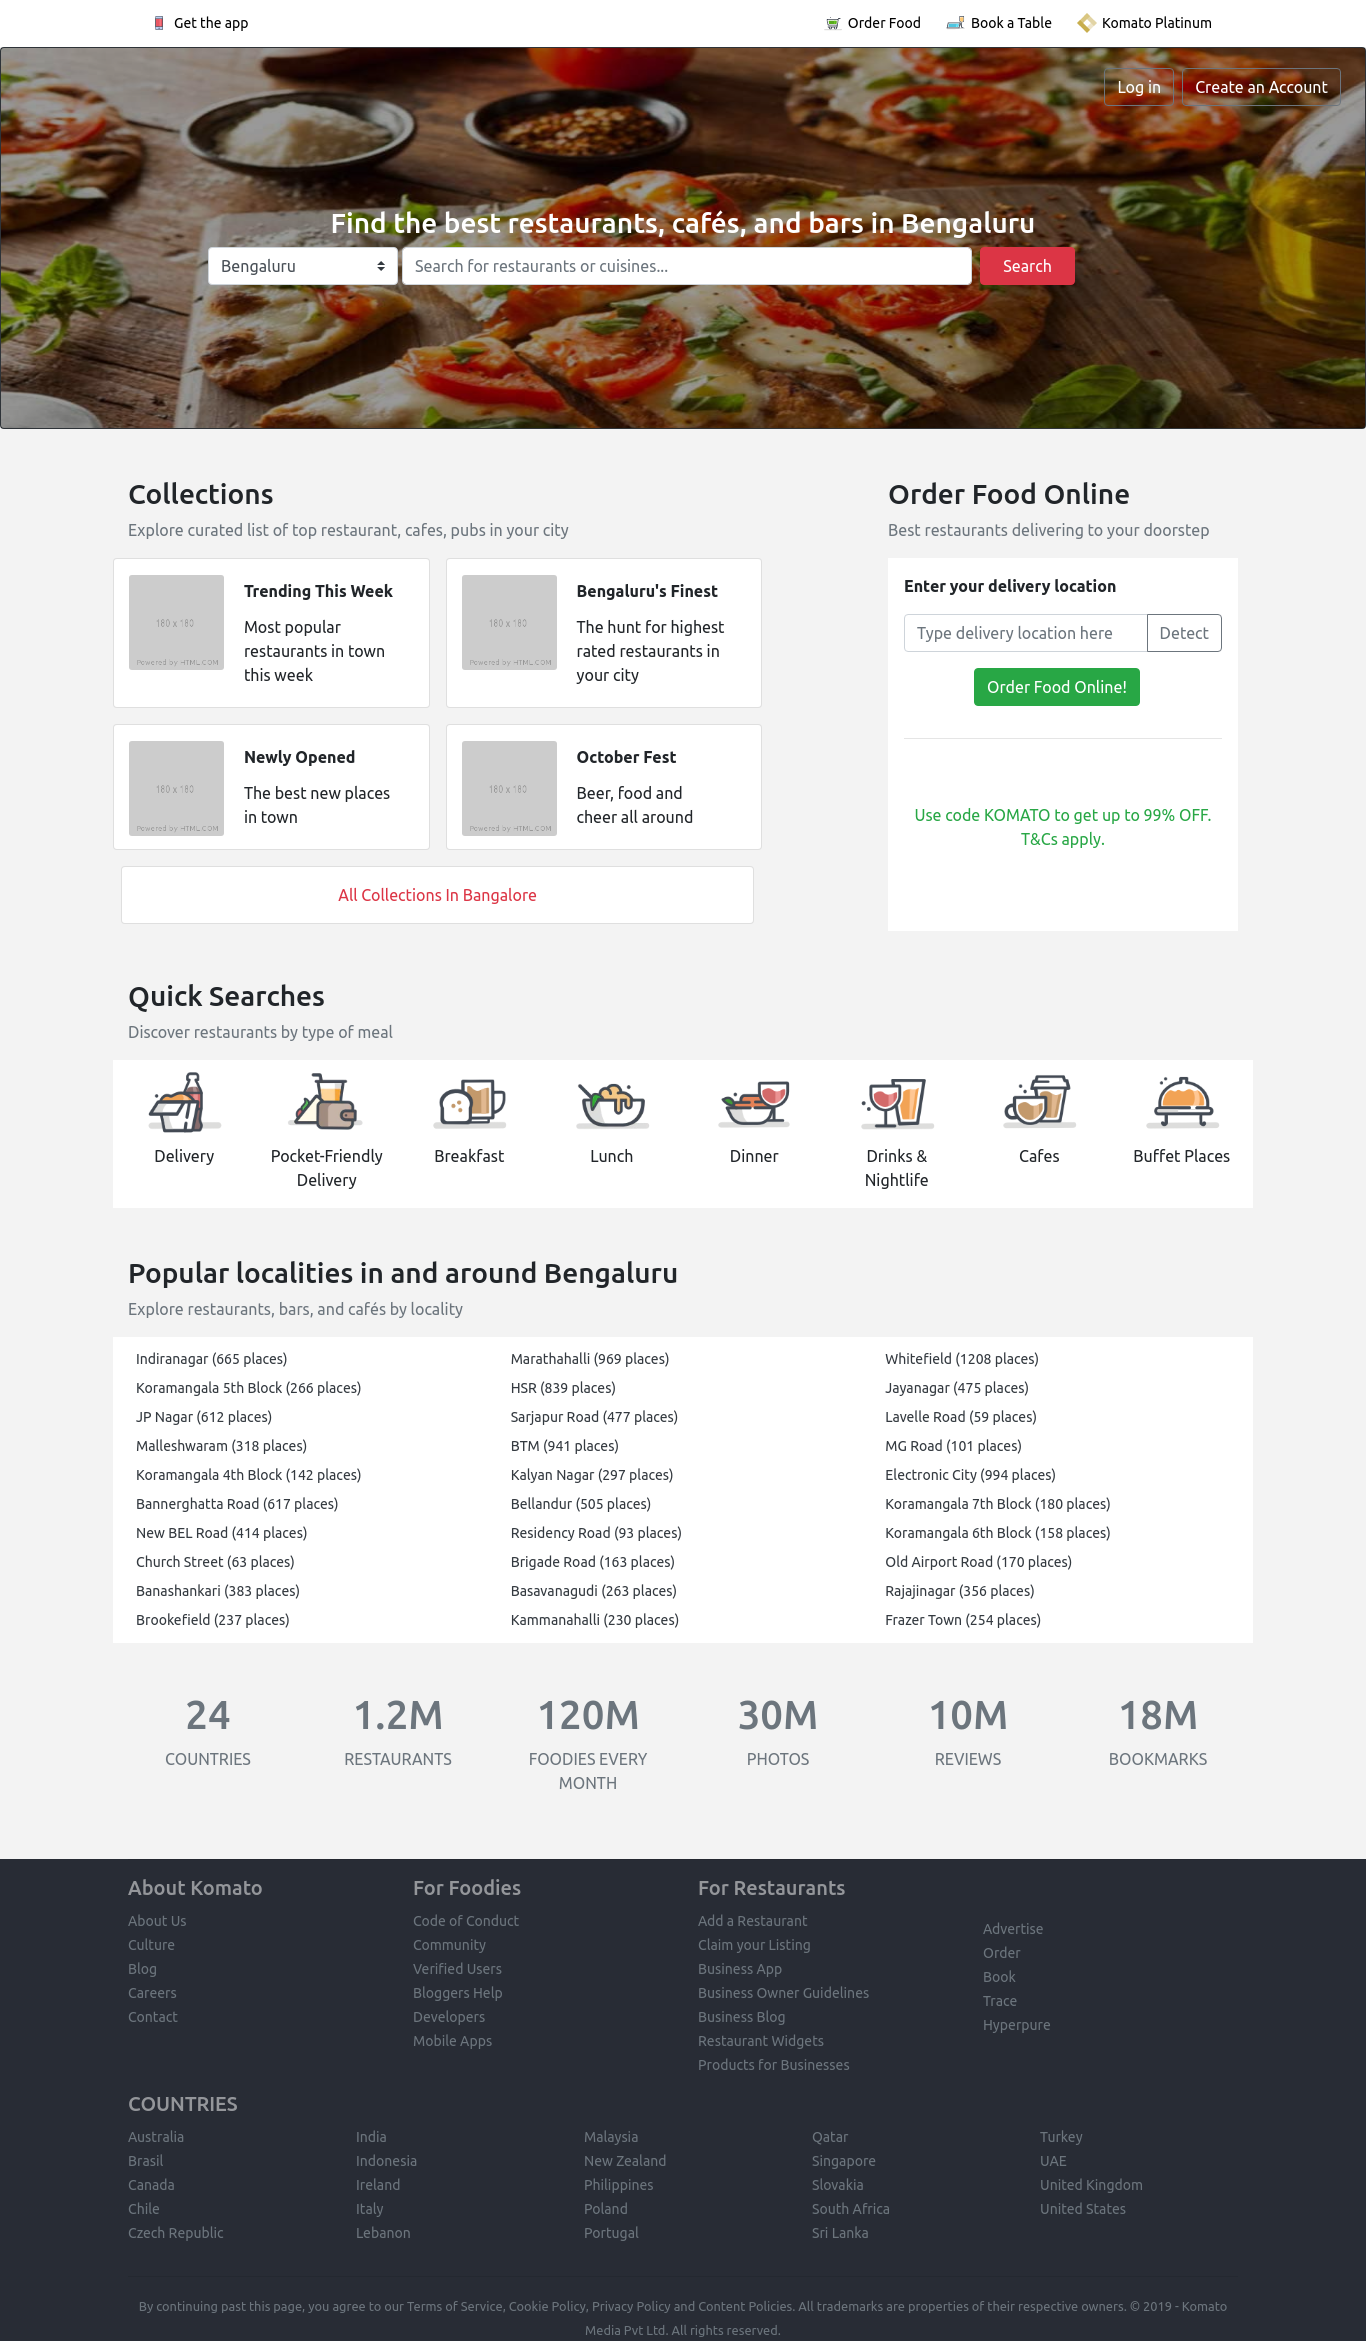 Get the app
Order Food
Book a Table
Komato Platinum
Log in
Create an Account
Find the best restaurants, cafés, and bars in Bengaluru
Bengaluru
Search for restaurants or cuisines...
Search
Collections
Explore curated list of top restaurant, cafes, pubs in your city
180 x 180
Powered by HTML.COM
Trending This Week
Most popular
restaurants in town
this week
180 x 180
Powered by HTML.COM
Bengaluru's Finest
The hunt for highest
rated restaurants in
your city
180 x 180
Powered by HTML.COM
Newly Opened
The best new places
in town
180 x 180
Powered by HTML.COM
October Fest
Beer, food and
cheer all around
All Collections In Bangalore
Order Food Online
Best restaurants delivering to your doorstep
Enter your delivery location
Type delivery location here
Detect
Order Food Online!
Use code KOMATO to get up to 99% OFF.
T&Cs apply.
Quick Searches
Discover restaurants by type of meal
Delivery
Pocket-Friendly
Delivery
Breakfast
Lunch
Dinner
Drinks &
Nightlife
Cafes
Buffet Places
Popular localities in and around Bengaluru
Explore restaurants, bars, and cafés by locality
Indiranagar (665 places)
Marathahalli (969 places)
Whitefield (1208 places)
Koramangala 5th Block (266 places)
HSR (839 places)
Jayanagar (475 places)
JP Nagar (612 places)
Sarjapur Road (477 places)
Lavelle Road (59 places)
Malleshwaram (318 places)
BTM (941 places)
MG Road (101 places)
Koramangala 4th Block (142 places)
Kalyan Nagar (297 places)
Electronic City (994 places)
Bannerghatta Road (617 places)
Bellandur (505 places)
Koramangala 7th Block (180 places)
New BEL Road (414 places)
Residency Road (93 places)
Koramangala 6th Block (158 places)
Church Street (63 places)
Brigade Road (163 places)
Old Airport Road (170 places)
Banashankari (383 places)
Basavanagudi (263 places)
Rajajinagar (356 places)
Brookefield (237 places)
Kammanahalli (230 places)
Frazer Town (254 places)
24
COUNTRIES
1.2M
RESTAURANTS
120M
FOODIES EVERY
MONTH
30M
PHOTOS
10M
REVIEWS
18M
BOOKMARKS
About Komato
About Us
Culture
Blog
Careers
Contact
For Foodies
Code of Conduct
Community
Verified Users
Bloggers Help
Developers
Mobile Apps
For Restaurants
Add a Restaurant
Claim your Listing
Business App
Business Owner Guidelines
Business Blog
Restaurant Widgets
Products for Businesses
Advertise
Order
Book
Trace
Hyperpure
COUNTRIES
Australia
Brasil
Canada
Chile
Czech Republic
India
Indonesia
Ireland
Italy
Lebanon
Malaysia
New Zealand
Philippines
Poland
Portugal
Qatar
Singapore
Slovakia
South Africa
Sri Lanka
Turkey
UAE
United Kingdom
United States
By continuing past this page, you agree to our Terms of Service, Cookie Policy, Privacy Policy and Content Policies. All trademarks are properties of their respective owners. © 2019 - Komato
Media Pvt Ltd. All rights reserved.